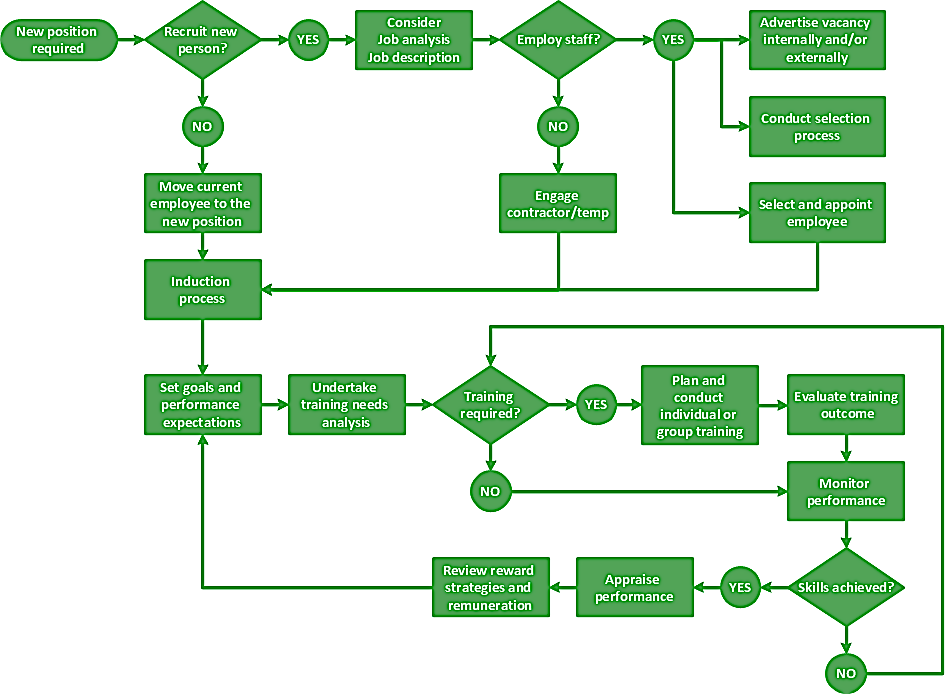 New position
required
Recruit new
person?
YES
Consider
Job analysis
Job description
Employ staff?
YES
Advertise vacancy
internally and/or
externally
NO
NO
Conduct selection
process
Move current
employee to the
new position
Engage
contractor/temp
Select and appoint
employee
Induction
process
Set goals and
performance
expectations
Undertake
training needs
analysis
Training
required?
YES
Plan and
conduct
individual or
group training
Evaluate training
outcome
NO
Monitor
performance
Review reward
strategies and
remuneration
Appraise
performance
YES
Skills achieved?
NO